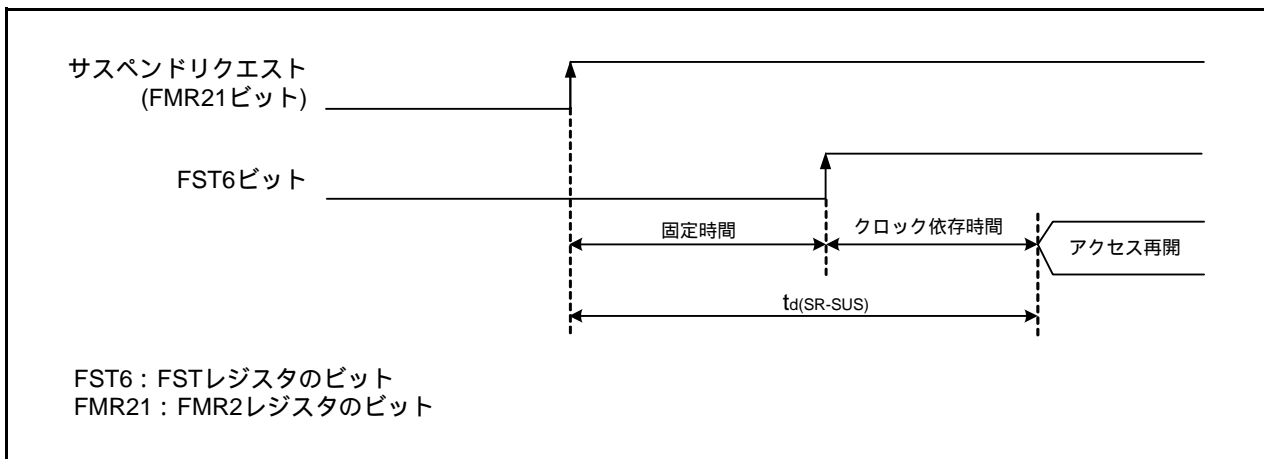 サスペンドリクエスト
(FMR21ビット)
FST6ビット
固定時間
クロック依存時間
アクセス再開
td(SR-SUS)
FST6：FSTレジスタのビット
FMR21：FMR2レジスタのビット